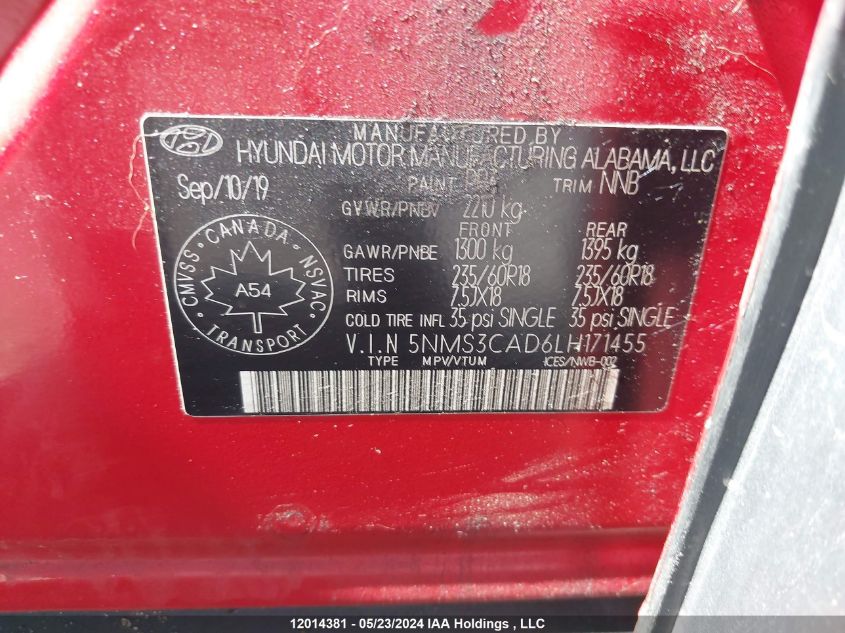 MANUFACTURED BY
HYUNDAI MOTOR MANUFACTURING ALABAMA, LLC
Sep/10/19 PAINT TRIM NNB
GVWR/PNBV 2210 kg
FRONT REAR
GAWR/PNBE 1300 kg 1395 kg
TIRES 235/60R18 235/60R18
RIMS 7.5JX18 7.5JX18
COLD TIRE INFL 35 psi SINGLE 35 psi SINGLE
V.I.N 5NMS3CAD6LH171455
TYPE MPV/VTUM ICES/NWB-002
CMVSS · CANADA · NSVAC
A54
TRANSPORT
12014381 - 05/23/2024 IAA Holdings , LLC